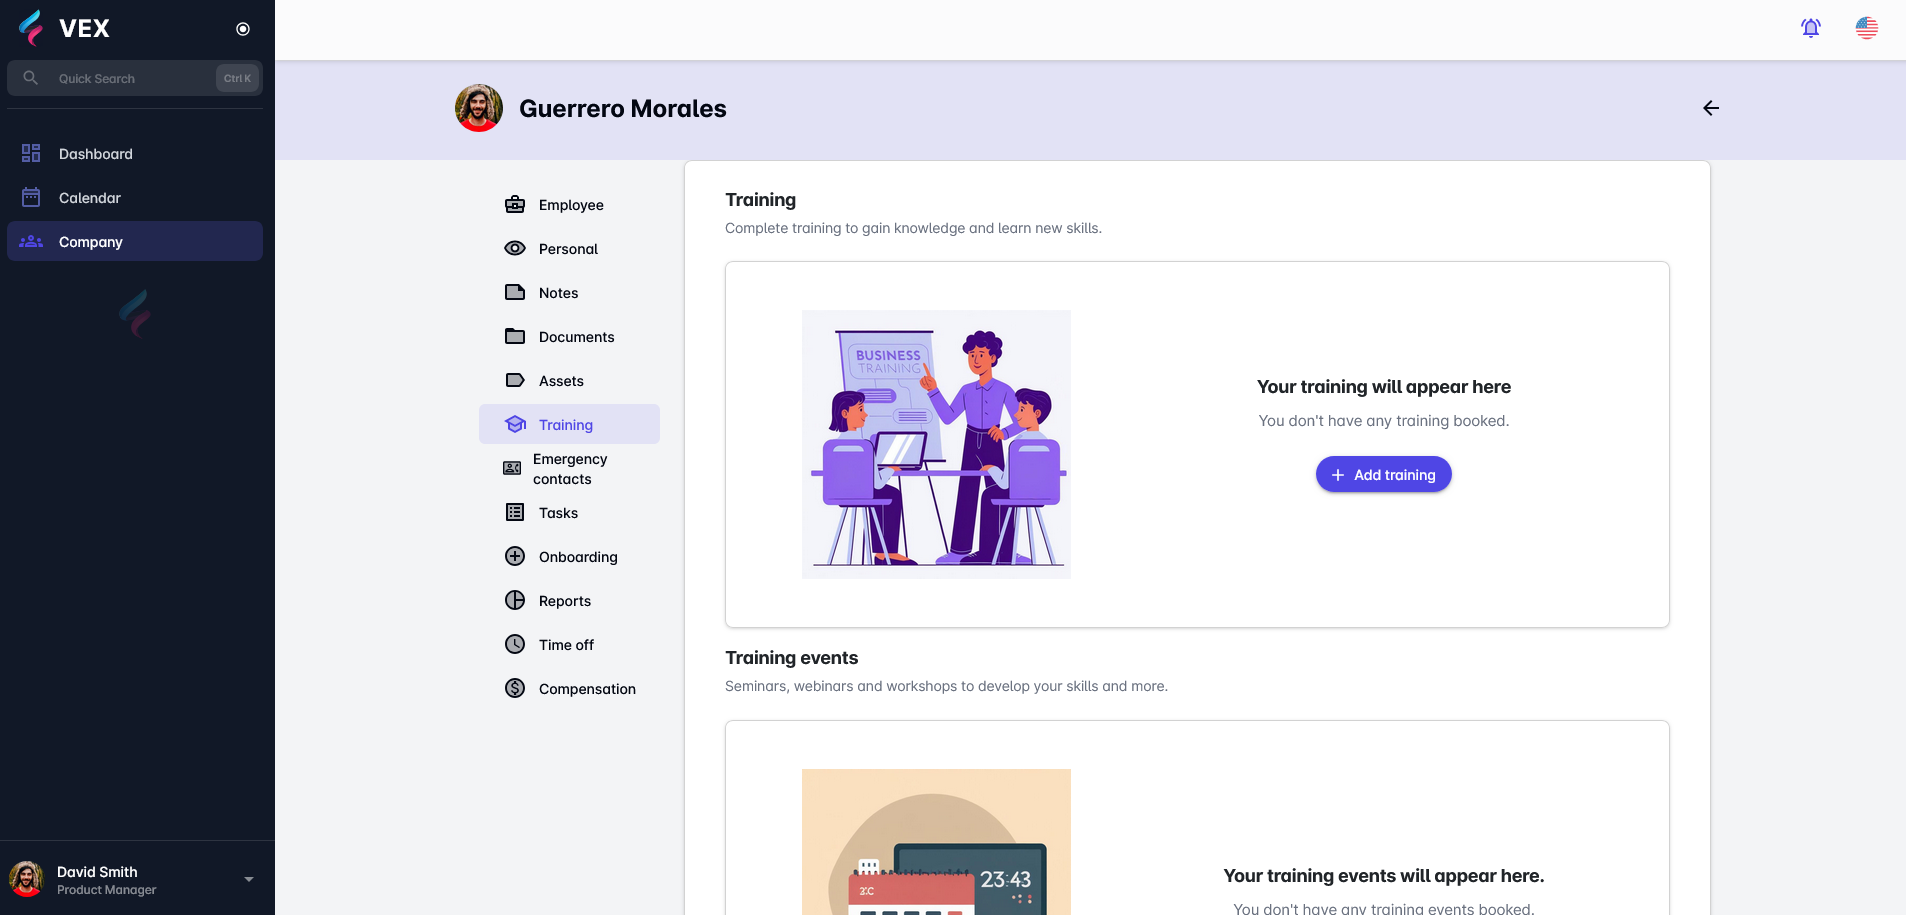 VEX
Quick Search
Ctrl K
Dashboard
Calendar
Company
David Smith
Product Manager
Guerrero Morales
Employee
Personal
Notes
Documents
Assets
Training
Emergency
contacts
Tasks
Onboarding
Reports
Time off
Compensation
Training
Complete training to gain knowledge and learn new skills.
BUSINESS
TRAINING
Your training will appear here
You don't have any training booked.
Add training
Training events
Seminars, webinars and workshops to develop your skills and more.
23:43
Your training events will appear here.
You don't have any training events booked.